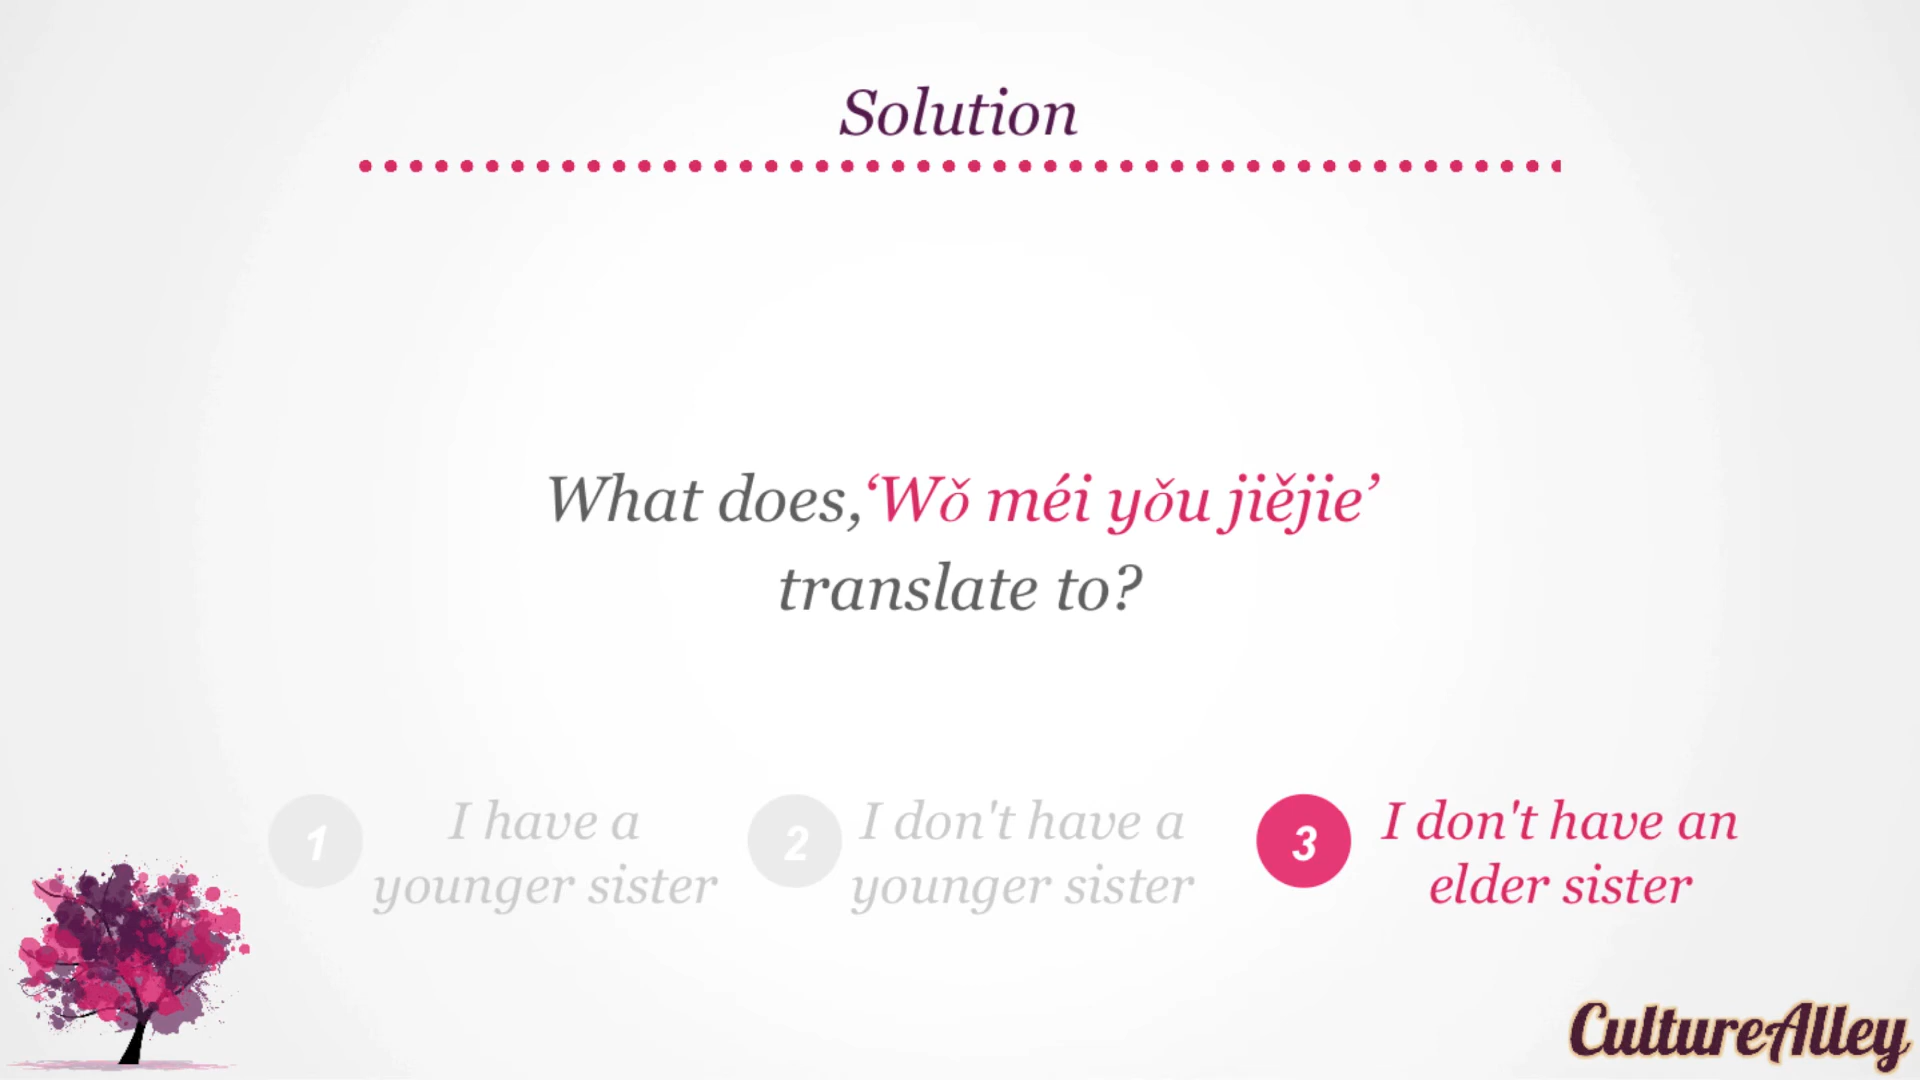 Solution
What does,‘Wǒ méi yǒu jiějie’
translate to?
1 I have a
younger sister
2 I don't have a
younger sister
3 I don't have an
elder sister
CultureAlley